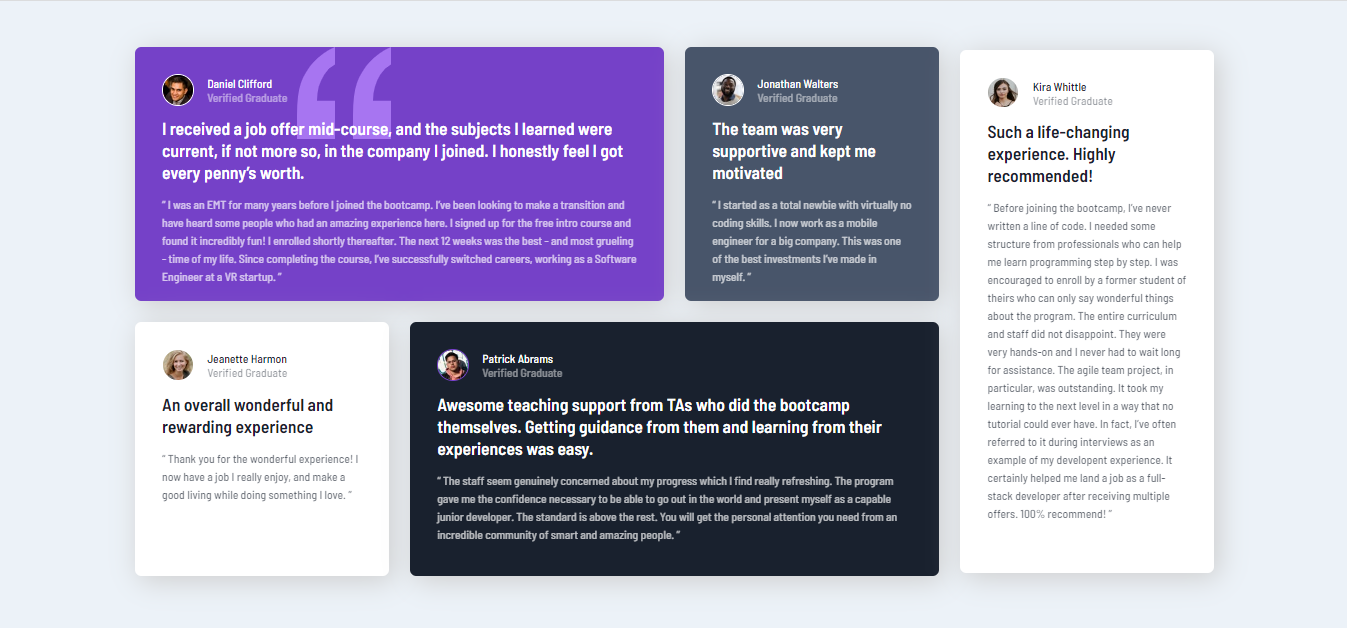 Daniel Clifford
Verified Graduate
I received a job offer mid-course, and the subjects I learned were
current, if not more so, in the company I joined. I honestly feel I got
every penny’s worth.
“ I was an EMT for many years before I joined the bootcamp. I’ve been looking to make a transition and
have heard some people who had an amazing experience here. I signed up for the free intro course and
found it incredibly fun! I enrolled shortly thereafter. The next 12 weeks was the best - and most grueling
- time of my life. Since completing the course, I’ve successfully switched careers, working as a Software
Engineer at a VR startup. ”
Jonathan Walters
Verified Graduate
The team was very
supportive and kept me
motivated
“ I started as a total newbie with virtually no
coding skills. I now work as a mobile
engineer for a big company. This was one
of the best investments I’ve made in
myself. ”
Kira Whittle
Verified Graduate
Such a life-changing
experience. Highly
recommended!
“ Before joining the bootcamp, I’ve never
written a line of code. I needed some
structure from professionals who can help
me learn programming step by step. I was
encouraged to enroll by a former student of
theirs who can only say wonderful things
about the program. The entire curriculum
and staff did not disappoint. They were
very hands-on and I never had to wait long
for assistance. The agile team project, in
particular, was outstanding. It took my
learning to the next level in a way that no
tutorial could ever have. In fact, I’ve often
referred to it during interviews as an
example of my developent experience. It
certainly helped me land a job as a full-
stack developer after receiving multiple
offers. 100% recommend! ”
Jeanette Harmon
Verified Graduate
An overall wonderful and
rewarding experience
“ Thank you for the wonderful experience! I
now have a job I really enjoy, and make a
good living while doing something I love. ”
Patrick Abrams
Verified Graduate
Awesome teaching support from TAs who did the bootcamp
themselves. Getting guidance from them and learning from their
experiences was easy.
“ The staff seem genuinely concerned about my progress which I find really refreshing. The program
gave me the confidence necessary to be able to go out in the world and present myself as a capable
junior developer. The standard is above the rest. You will get the personal attention you need from an
incredible community of smart and amazing people. ”